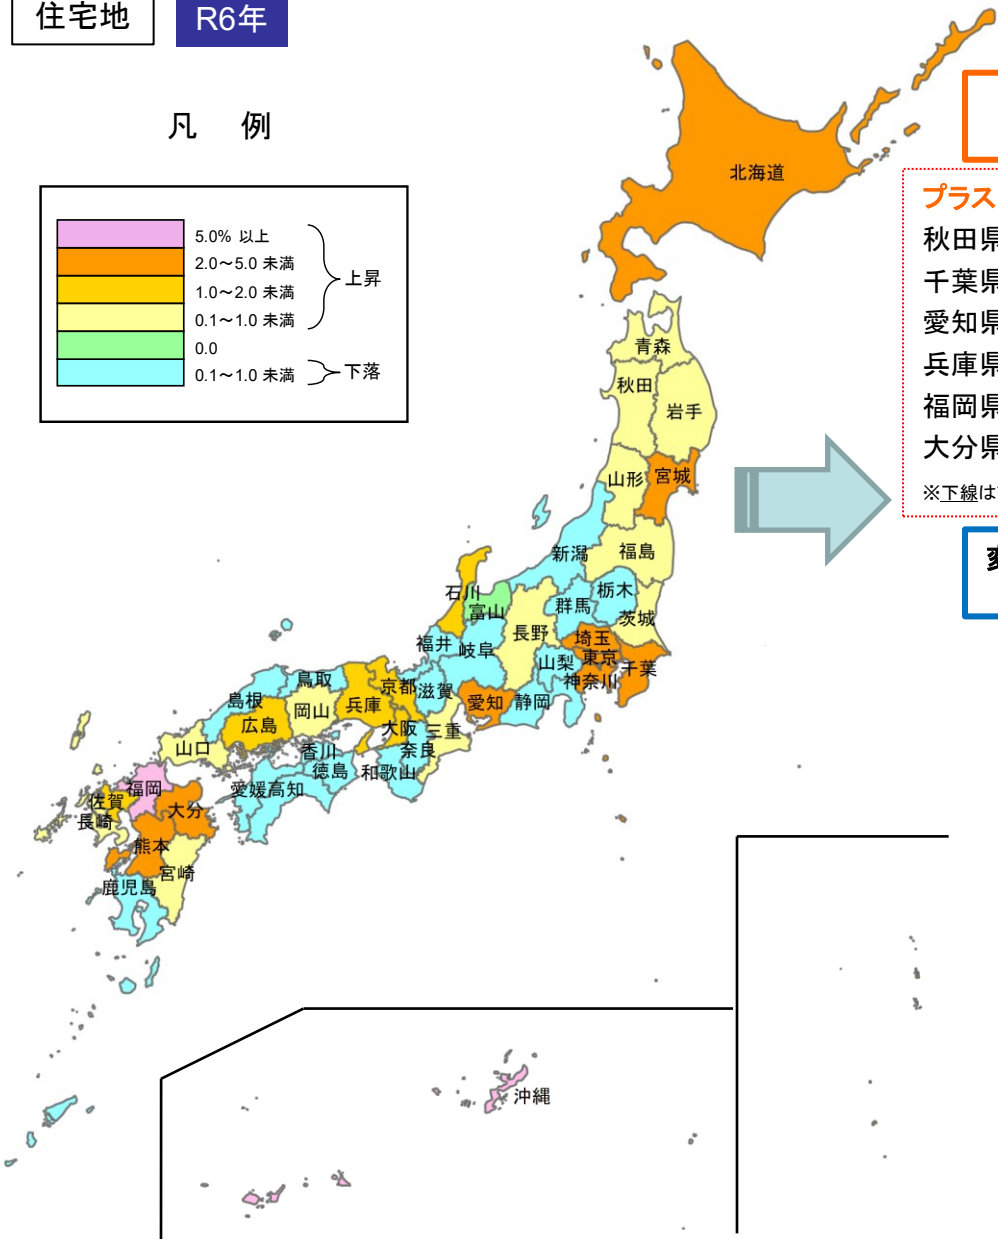 住宅地 R6年
凡 例
5.0% 以上
2.0～5.0 未満
1.0～2.0 未満
0.1～1.0 未満
上昇
0.0
0.1～1.0 未満
下落
北海道
青森
秋田
岩手
山形
宮城
福島
新潟
石川
富山
栃木
群馬
茨城
長野
福井
岐阜
埼玉
東京
山梨
千葉
神奈川
鳥取
京都
滋賀
島根
岡山
兵庫
愛知
静岡
広島
大阪
三重
山口
香川
奈良
徳島
和歌山
福岡
愛媛
高知
佐賀
大分
長崎
熊本
宮崎
鹿児島
沖縄
プラス
秋田県
千葉県
愛知県
兵庫県
福岡県
大分県
※下線は